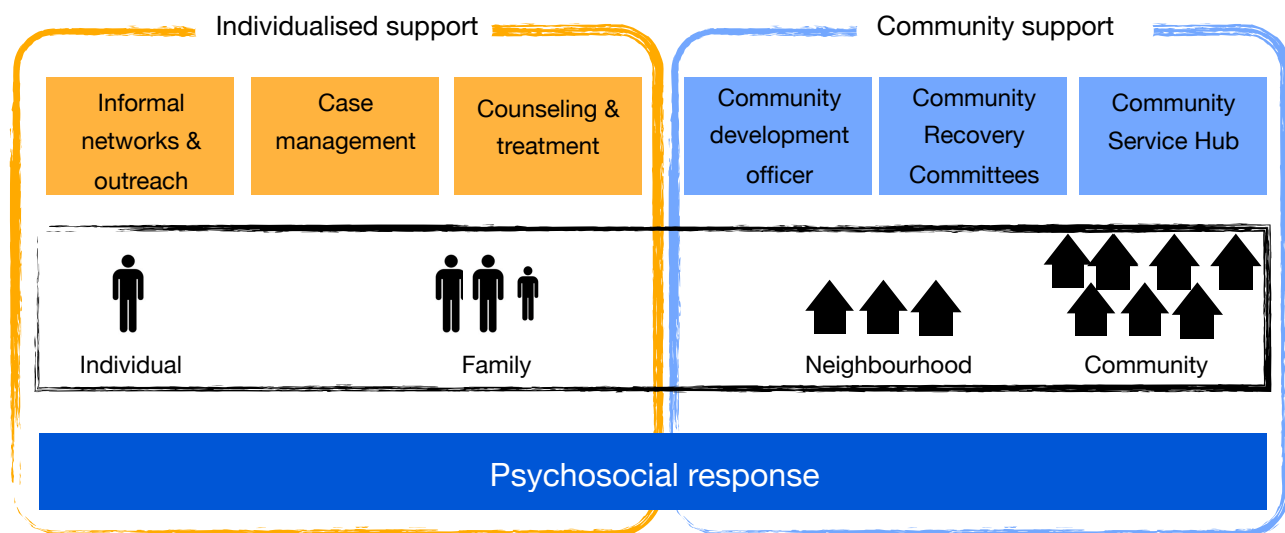 Individualised support
Community support
Informal
networks &
outreach
Case
management
Counseling &
treatment
Community
development
officer
Community
Recovery
Committees
Community
Service Hub
Individual
Family
Neighbourhood
Community
Psychosocial response